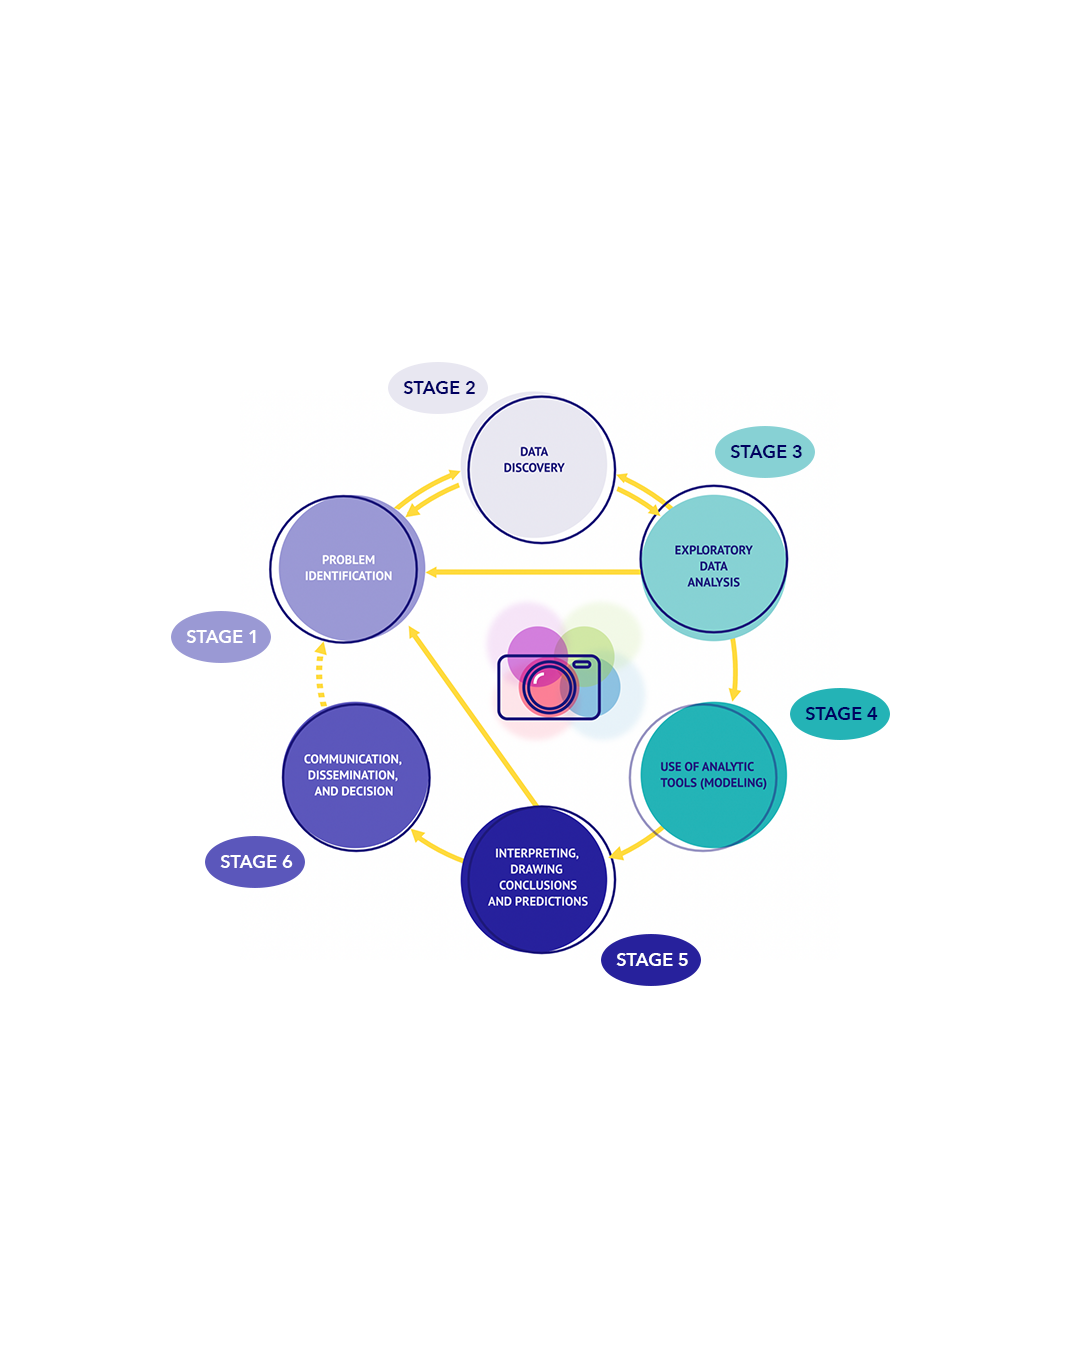 STAGE 2
DATA
DISCOVERY
STAGE 3
EXPLORATORY
DATA
ANALYSIS
PROBLEM
IDENTIFICATION
STAGE 1
STAGE 4
USE OF ANALYTIC
TOOLS (MODELING)
COMMUNICATION,
DISSEMINATION,
AND DECISION
STAGE 6
INTERPRETING,
DRAWING
CONCLUSIONS
AND PREDICTIONS
STAGE 5